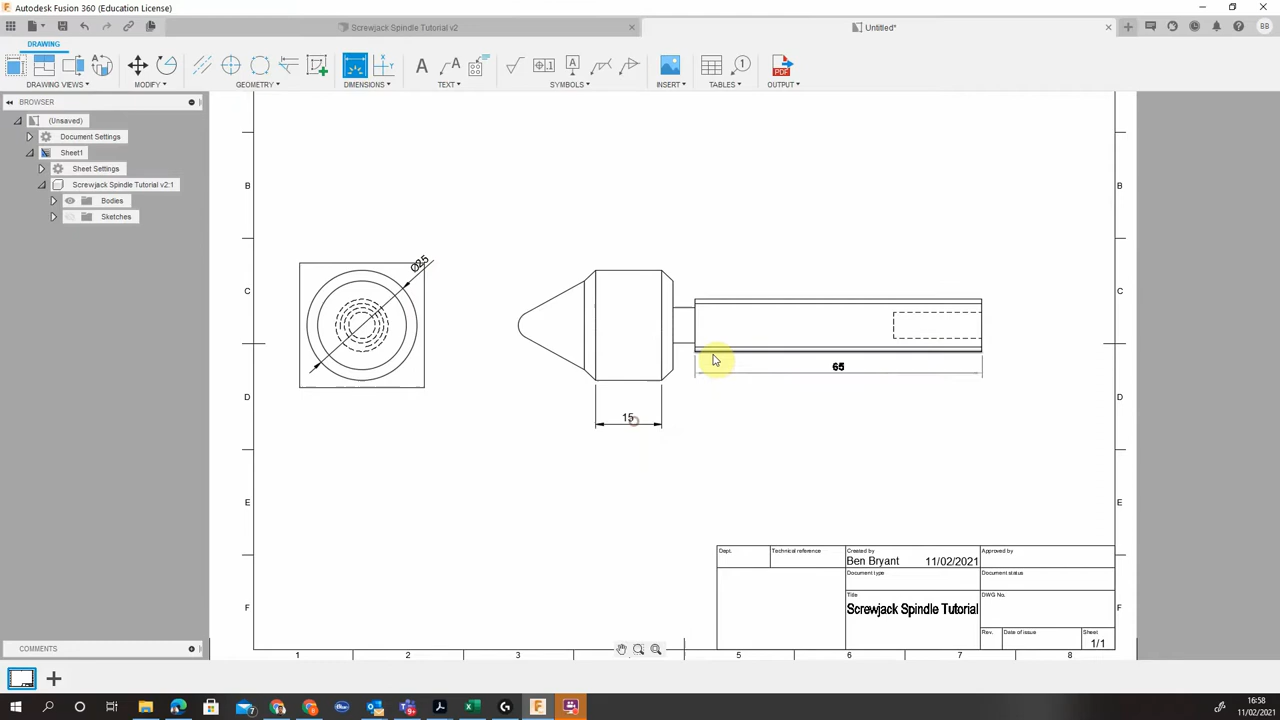 Autodesk Fusion 360 (Education License)
Screwjack Spindle Tutorial v2
Untitled*
BB
DRAWING
DRAWING VIEWS
MODIFY
GEOMETRY
DIMENSIONS
TEXT
SYMBOLS
INSERT
TABLES
OUTPUT
BROWSER
(Unsaved)
Document Settings
Sheet1
Sheet Settings
Screwjack Spindle Tutorial v2:1
Bodies
Sketches
B
B
Ø25
C
C
65
D
D
15
E
E
Dept.
Technical reference
Created by
Approved by
Ben Bryant
11/02/2021
Document type
Document status
Title
DWG No.
F
Screwjack Spindle Tutorial
F
Rev.
Date of issue
Sheet
1/1
COMMENTS
1
2
3
5
6
7
8
16:58
11/02/2021